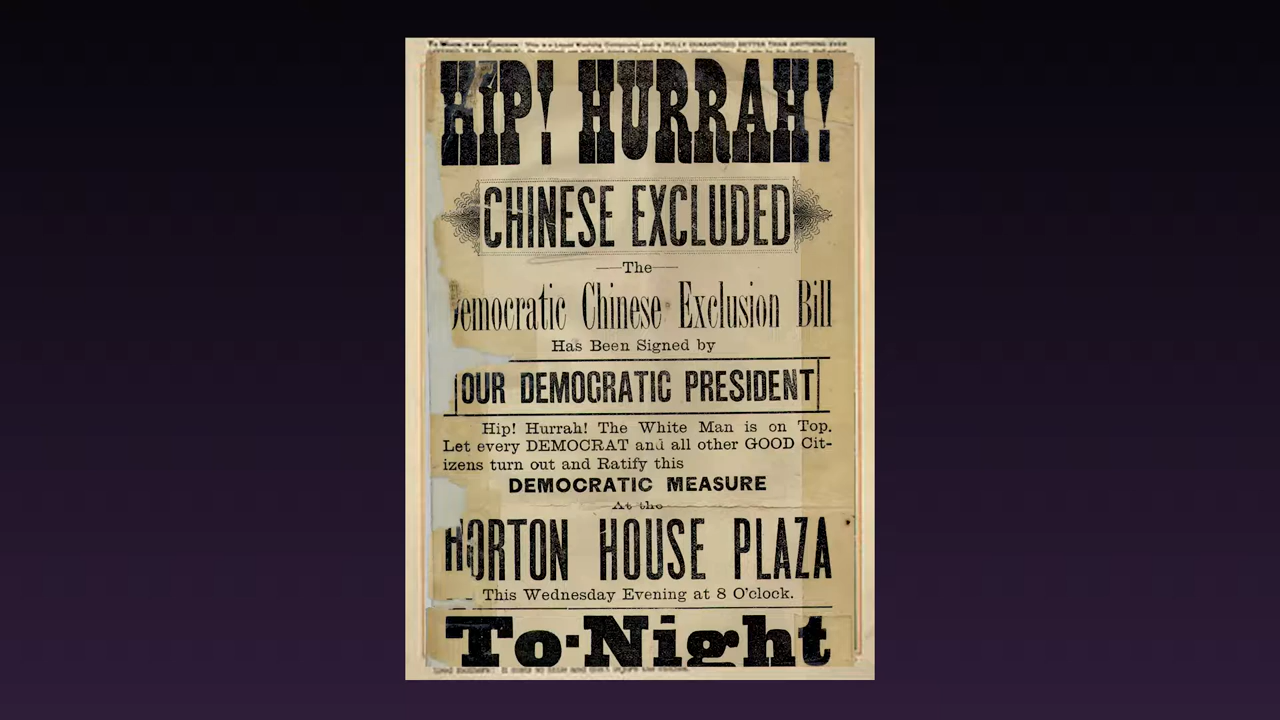 HIP! HURRAH!
CHINESE EXCLUDED
The
Democratic Chinese Exclusion Bill
Has Been Signed by
OUR DEMOCRATIC PRESIDENT
Hip! Hurrah! The White Man is on Top.
Let every DEMOCRAT and all other GOOD Cit-
izens turn out and Ratify this
DEMOCRATIC MEASURE
At the
HORTON HOUSE PLAZA
This Wednesday Evening at 8 O'clock.
To-Night